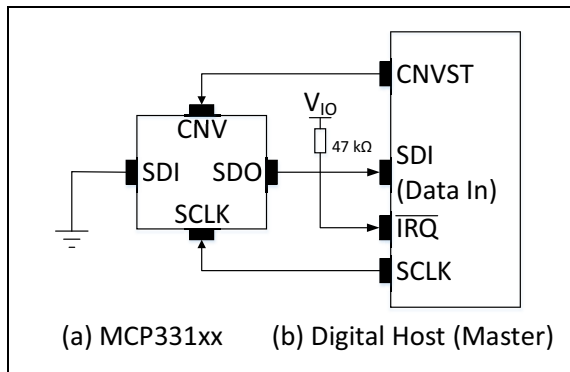 CNVST
V_IO
CNV
47 kΩ
SDI SDO
SDI
(Data In)
SCLK
IRQ
SCLK
(a) MCP331xx (b) Digital Host (Master)